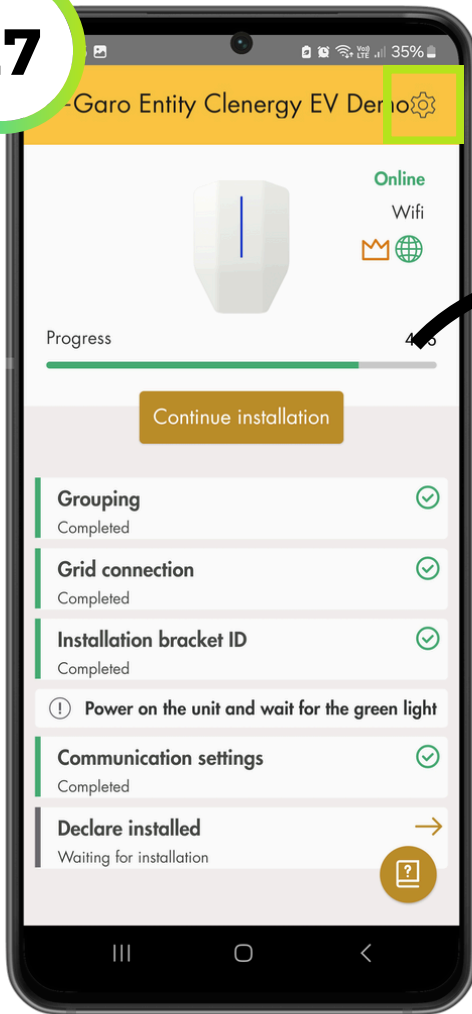 .7
35%
-Garo Entity Clenergy EV Demo
Online
Wifi
Progress
Continue installation
Grouping
Completed
Grid connection
Completed
Installation bracket ID
Completed
Power on the unit and wait for the green light
Communication settings
Completed
Declare installed
Waiting for installation
?